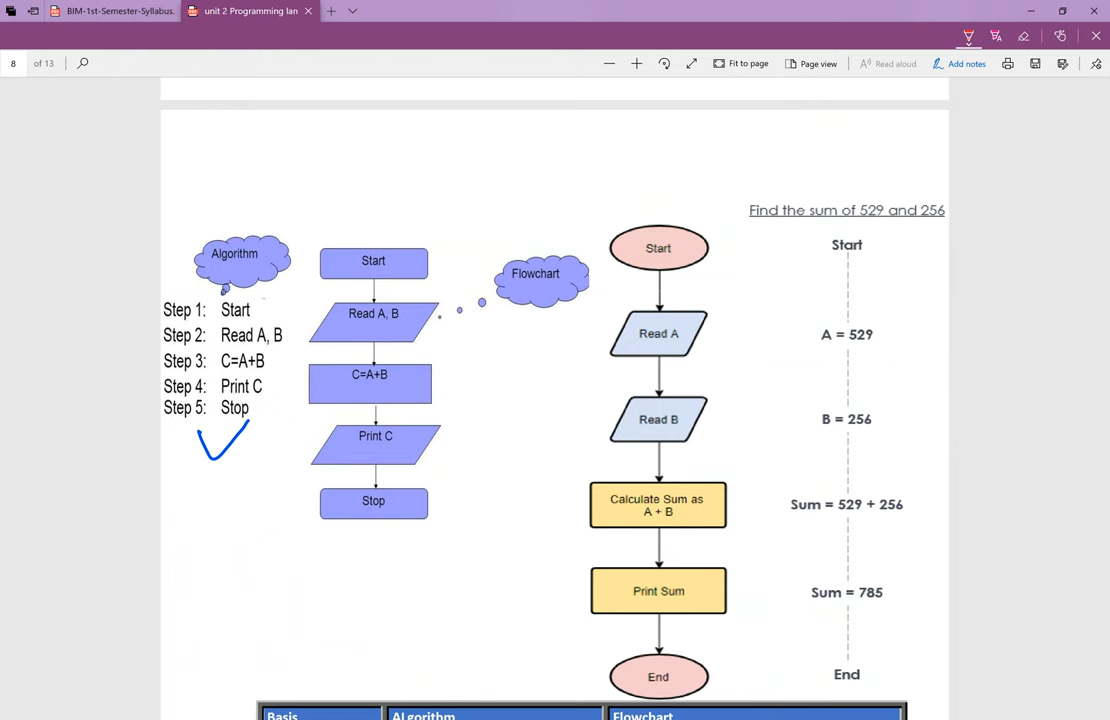 BIM-1st-Semester-Syllabus.
unit 2 Programming lan
8 of 13
Fit to page
Page view
Read aloud
Add notes
Find the sum of 529 and 256
Algorithm
Step 1: Start
Step 2: Read A, B
Step 3: C=A+B
Step 4: Print C
Step 5: Stop
Start
Read A, B
C=A+B
Print C
Stop
Flowchart
Start
Read A
Read B
Calculate Sum as
A + B
Print Sum
End
Start
A = 529
B = 256
Sum = 529 + 256
Sum = 785
End
Basis
ALgorithm
Flowchart